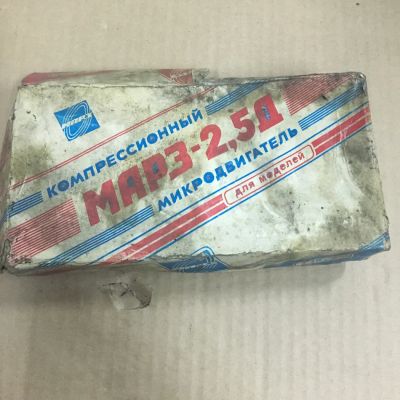 КОМПРЕССИОННЫЙ
МАРЗ-2,5Д
МИКРОДВИГАТЕЛЬ
для моделей